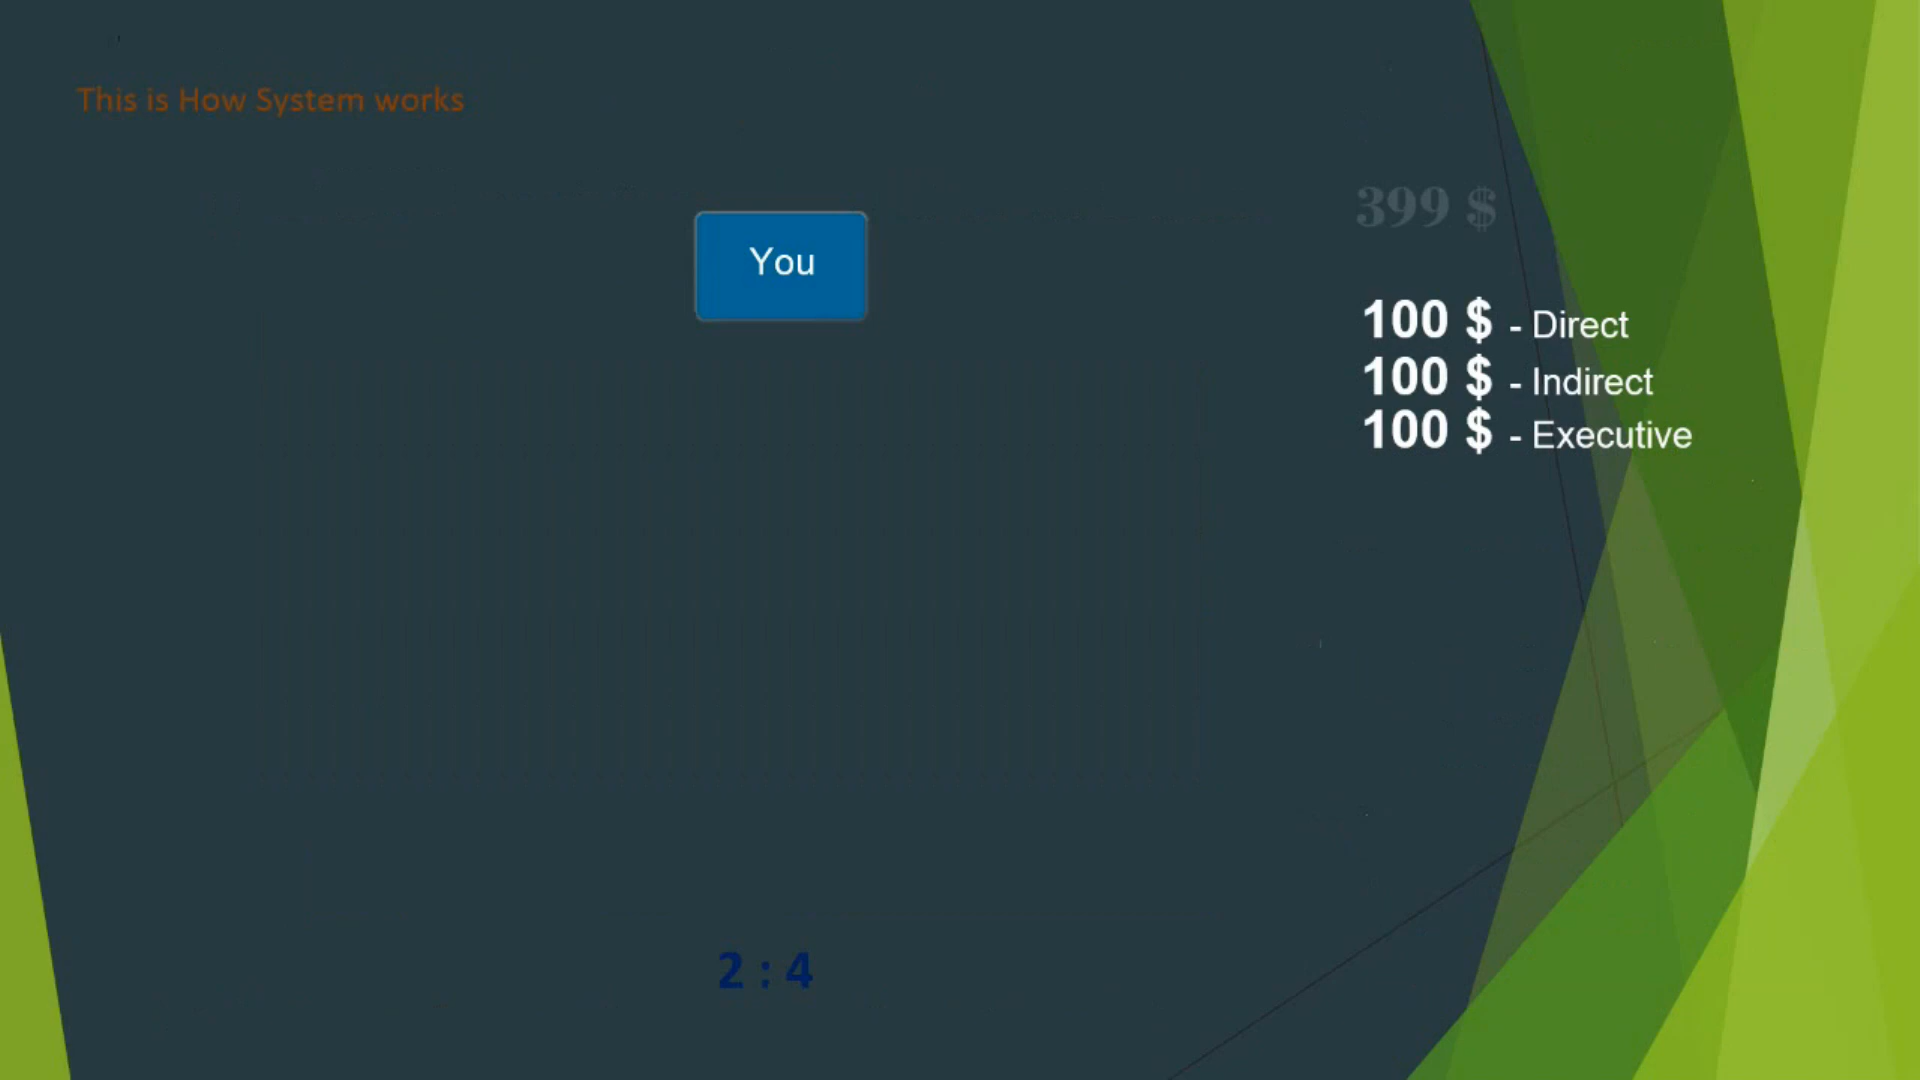 This is How System works
399 $
You
100 $ - Direct
100 $ - Indirect
100 $ - Executive
2 : 4